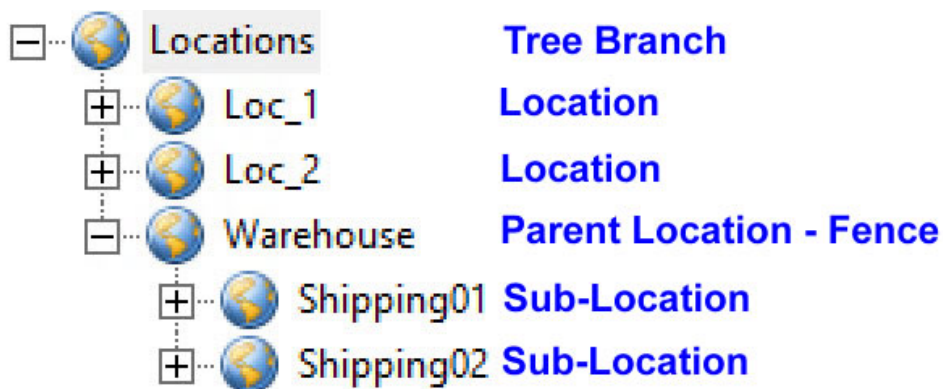 Locations Tree Branch
Loc_1 Location
Loc_2 Location
Warehouse Parent Location - Fence
Shipping01 Sub-Location
Shipping02 Sub-Location